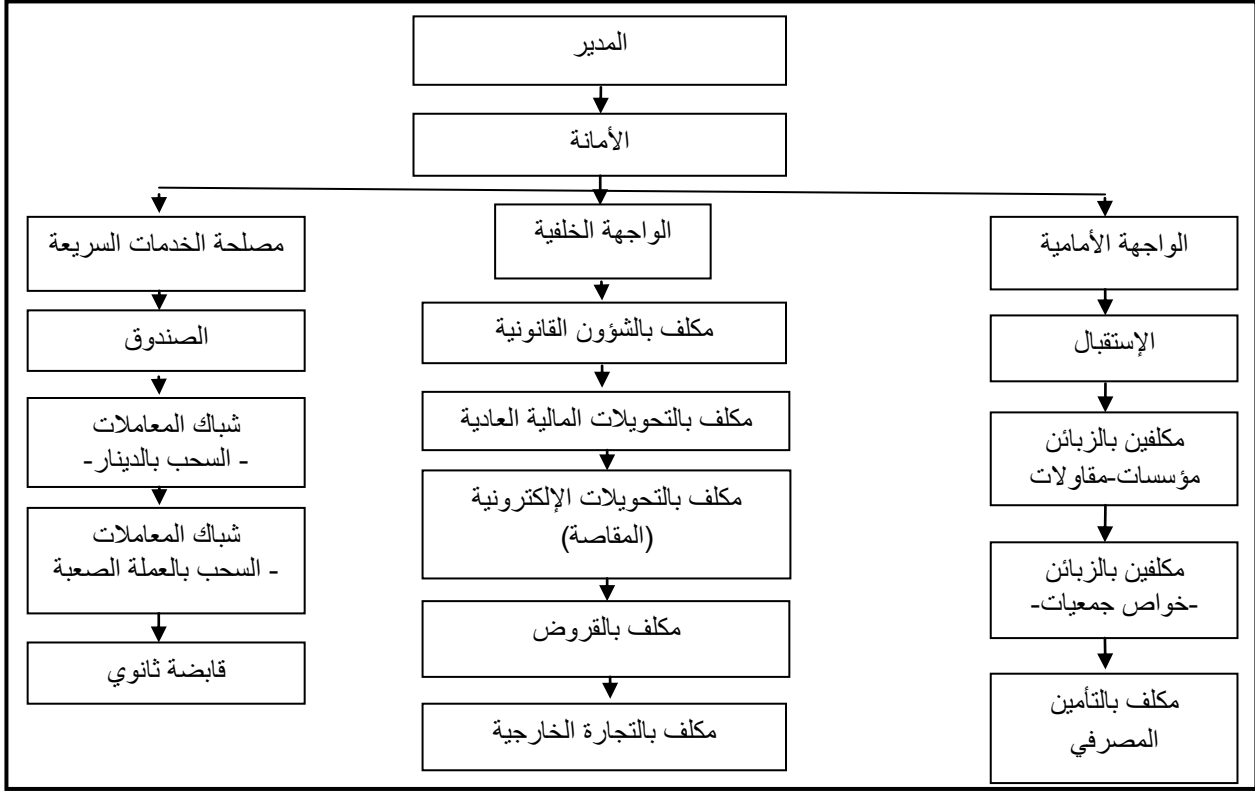 المدير
الأمانة
الواجهة الأمامية
الإستقبال
مكلفين بالزبائن
مؤسسات-مقاولات
مكلفين بالزبائن
-خواص جمعيات-
مكلف بالتأمين
المصرفي
الواجهة الخلفية
مكلف بالشؤون القانونية
مكلف بالتحويلات المالية العادية
مكلف بالتحويلات الإلكترونية
(المقاصة)
مكلف بالقروض
مكلف بالتجارة الخارجية
مصلحة الخدمات السريعة
الصندوق
شباك المعاملات
- السحب بالدينار-
شباك المعاملات
- السحب بالعملة الصعبة
قابضة ثانوي